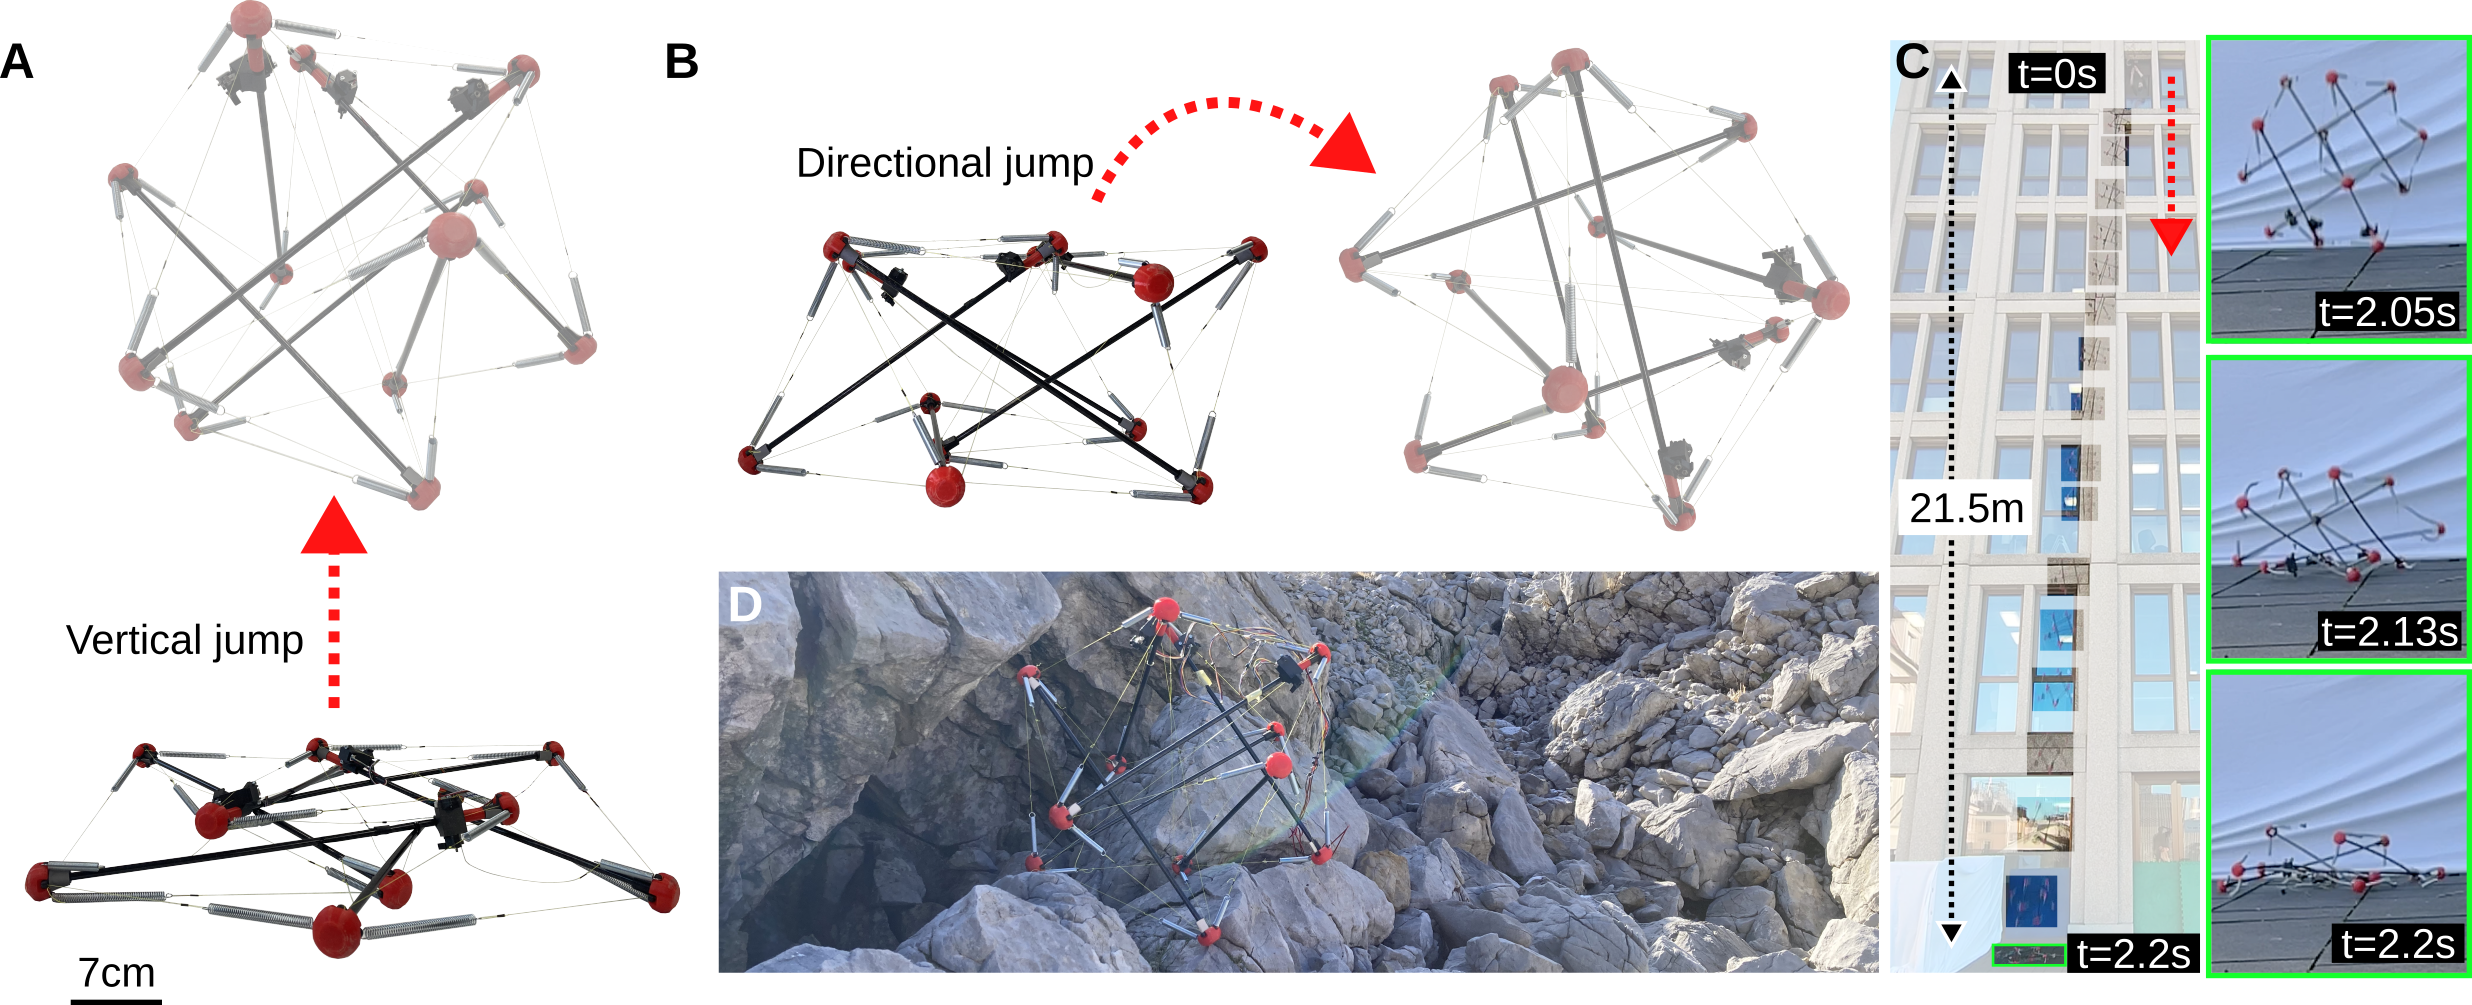 A
Vertical jump
7cm
B
Directional jump
C
t=0s
21.5m
t=2.2s
t=2.05s
t=2.13s
t=2.2s
D